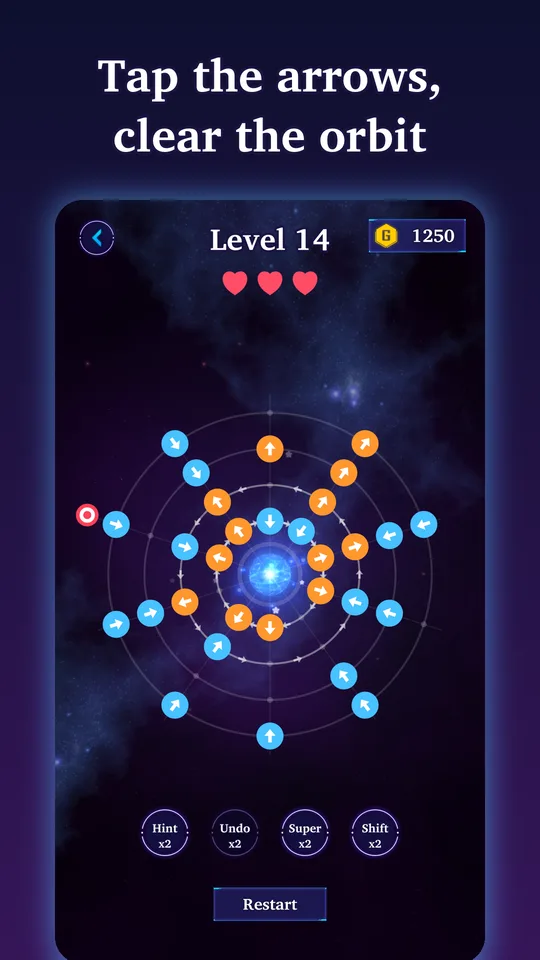 Tap the arrows,
clear the orbit
Level 14
G 1250
Hint
x2
Undo
x2
Super
x2
Shift
x2
Restart